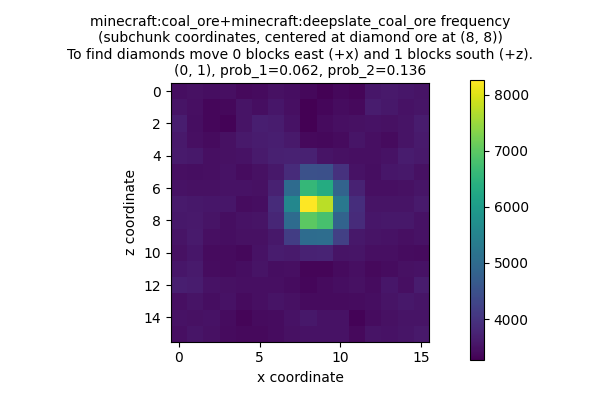 minecraft:coal_ore+minecraft:deepslate_coal_ore frequency
(subchunk coordinates, centered at diamond ore at (8, 8))
To find diamonds move 0 blocks east (+x) and 1 blocks south (+z).
(0, 1), prob_1=0.062, prob_2=0.136
0
2
4
6
8
10
12
14
z coordinate
0
5
10
15
x coordinate
8000
7000
6000
5000
4000